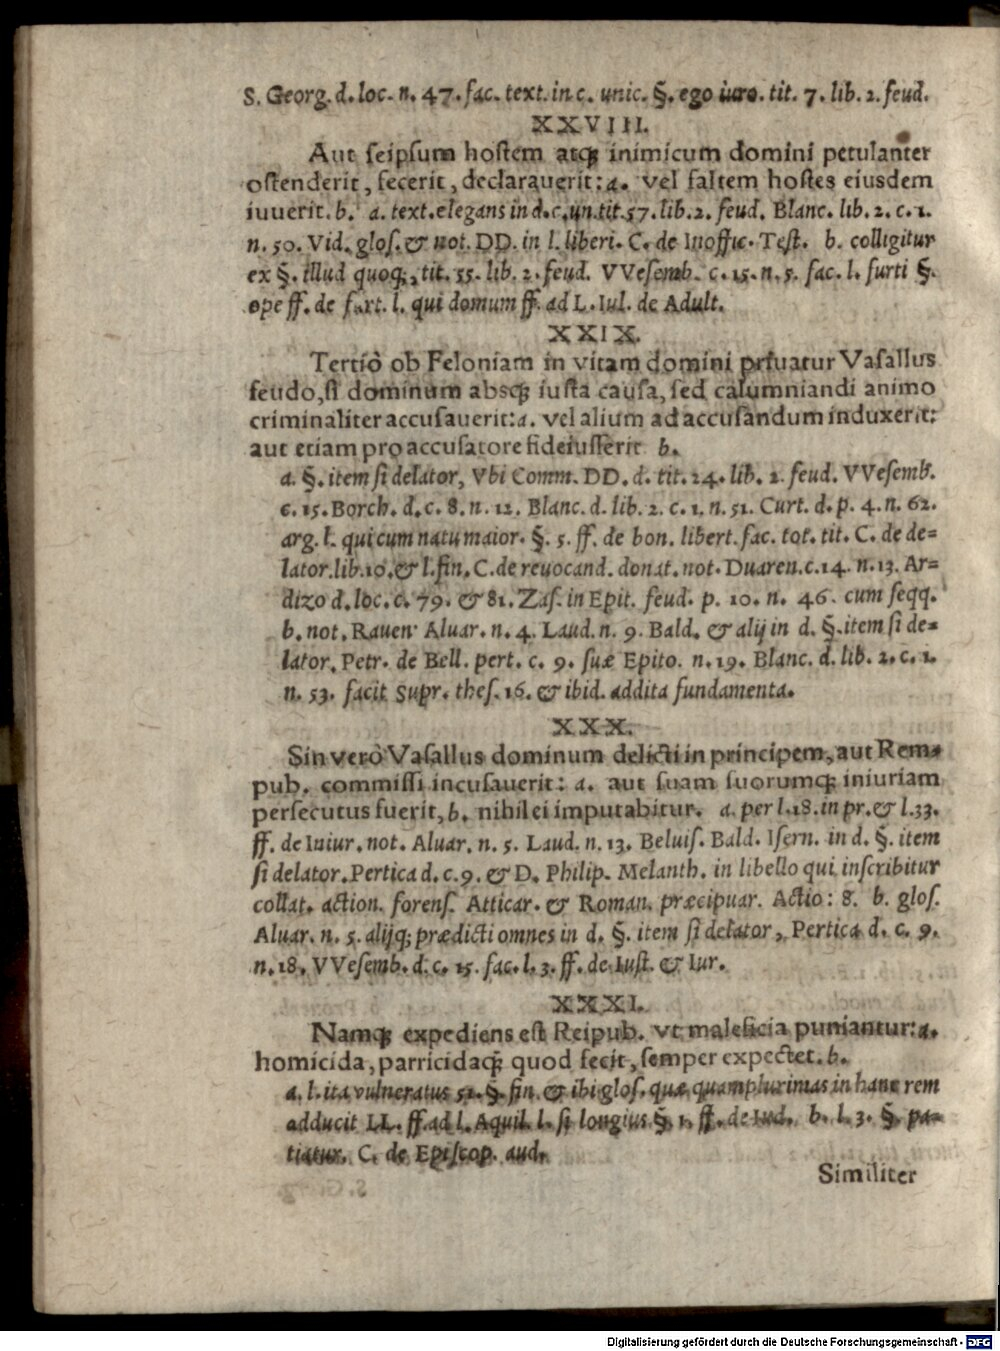 S. Georg. d. loc. n. 47. fac. text. in c. unic. §. ego iuro. tit. 7. lib. 2. feud.
XXVIII.
Aut ſeipſum hoſtem atq; inimicum domini petulanter
oſtenderit, fecerit, declarauerit: a. vel ſaltem hoſtes eiusdem
iuuerit. b. a. text. elegans in d. c. un. tit. 57. lib. 2. feud. Blanc. lib. 2. c. 1.
n. 50. Vid. gloſ. & not. DD. in l. liberi. C. de Inoffic. Teſt. b. colligitur
ex §. illud quoq;, tit. 55. lib. 2. feud. VVeſemb. c. 15. n. 5. fac. l. furti §.
ope ff. de furt. l. qui domum ff. ad L. Iul. de Adult.
XXIX.
Tertiò ob Feloniam in vitam domini priuatur Vaſallus
feudo, ſi dominum absq; iuſta cauſa, ſed calumniandi animo
criminaliter accuſauerit: a. vel alium ad accuſandum induxerit:
aut etiam pro accuſatore fideiuſſerit b.
a. §. item ſi delator, Vbi Comm. DD. d. tit. 24. lib. 2. feud. VVeſemb.
c. 15. Borch. d. c. 8. n. 12. Blanc. d. lib. 2. c. 1. n. 51. Curt. d. p. 4. n. 62.
arg. l. qui cum natu maior. §. 5. ff. de bon. libert. fac. tot. tit. C. de de=
lator. lib. 10. & l. fin. C. de reuocand. donat. not. Duaren. c. 14. n. 13. Ar=
dizo d. loc. c. 79. & 81. Zaſ. in Epit. feud. p. 10. n. 46. cum ſeqq.
b. not. Rauen. Aluar. n. 4. Laud. n. 9. Bald. & alij in d. §. item ſi de=
lator. Petr. de Bell. pert. c. 9. ſuæ Epito. n. 19. Blanc. d. lib. 2. c. 1.
n. 53. facit Supr. theſ. 16. & ibid. addita fundamenta.
XXX.
Sin verò Vaſallus dominum delicti in principem, aut Rem=
pub. commiſſi incuſauerit: a. aut ſuam ſuorumq; iniuriam
perſecutus fuerit, b. nihil ei imputabitur. a. per l. 18. in pr. & l. 33.
ff. de Iniur. not. Aluar. n. 5. Laud. n. 13. Beluiſ. Bald. Iſern. in d. §. item
ſi delator. Pertica d. c. 9. & D. Philip. Melanth. in libello qui inſcribitur
collat. action. forenſ. Atticar. & Roman. præcipuar. Actio: 8. b. gloſ.
Aluar. n. 5. alijq; prædicti omnes in d. §. item ſi delator, Pertica d. c. 9.
n. 18. VVeſemb. d. c. 15. fac. l. 3. ff. de Iuſt. & Iur.
XXXI.
Namq; expediens eſt Reipub. vt maleficia puniantur: a.
homicida, parricidaq; quod fecit, ſemper expectet. b.
a. l. ita vulneratus 51. §. fin. & ibi gloſ. quæ quamplurimas in hanc rem
adducit LL. ff. ad l. Aquil. l. ſi longius §. 1. ff. de Iud. b. l. 3. §. pa=
tiatur. C. de Epiſcop. aud.
Similiter
Digitalisierung gefördert durch die Deutsche Forschungsgemeinschaft - DFG